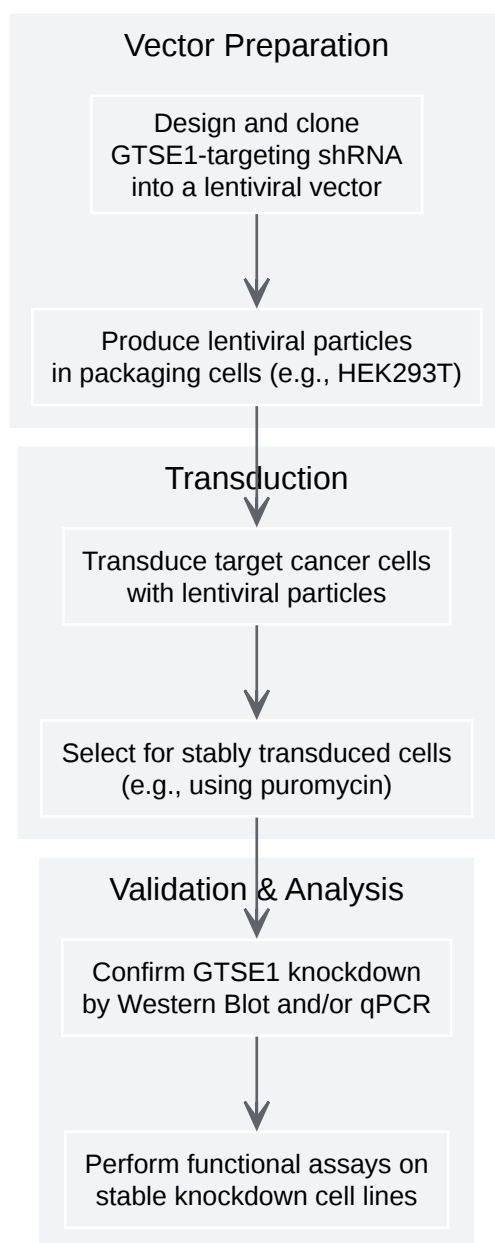 Vector Preparation
Design and clone
GTSE1-targeting shRNA
into a lentiviral vector
Produce lentiviral particles
in packaging cells (e.g., HEK293T)
Transduction
Transduce target cancer cells
with lentiviral particles
Select for stably transduced cells
(e.g., using puromycin)
Validation & Analysis
Confirm GTSE1 knockdown
by Western Blot and/or qPCR
Perform functional assays on
stable knockdown cell lines